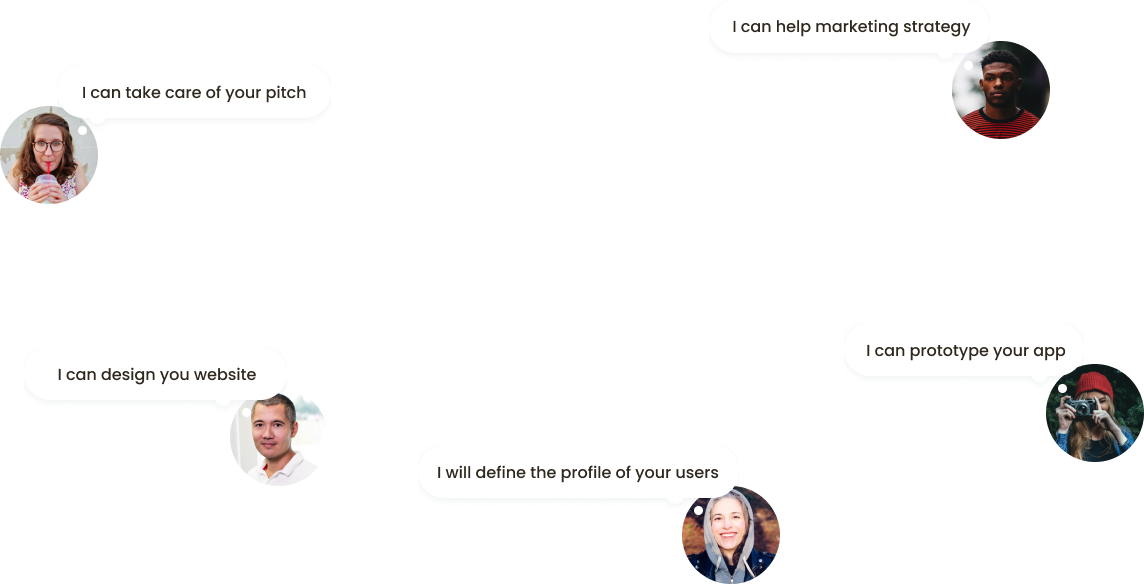 I can help marketing strategy
I can take care of your pitch
I can prototype your app
I can design you website
I will define the profile of your users